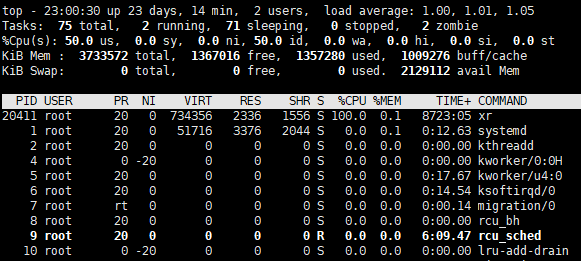 top - 23:00:30 up 23 days, 14 min,  2 users,  load average: 1.00, 1.01, 1.05
Tasks:  75 total,   2 running,  71 sleeping,   0 stopped,   2 zombie
%Cpu(s): 50.0 us,  0.0 sy,  0.0 ni, 50.0 id,  0.0 wa,  0.0 hi,  0.0 si,  0.0 st
KiB Mem :  3733572 total,  1367016 free,  1357280 used,  1009276 buff/cache
KiB Swap:        0 total,        0 free,        0 used.  2129112 avail Mem
  PID USER      PR  NI    VIRT    RES    SHR S  %CPU %MEM     TIME+ COMMAND
20411 root      20   0  734356   2336   1556 S 100.0  0.1   8723:05 xr
    1 root      20   0   51716   3376   2044 S   0.0  0.1   0:12.63 systemd
    2 root      20   0       0      0      0 S   0.0  0.0   0:00.00 kthreadd
    4 root       0 -20       0      0      0 S   0.0  0.0   0:00.00 kworker/0:0H
    5 root      20   0       0      0      0 S   0.0  0.0   0:17.67 kworker/u4:0
    6 root      20   0       0      0      0 S   0.0  0.0   0:14.54 ksoftirqd/0
    7 root      rt   0       0      0      0 S   0.0  0.0   0:00.14 migration/0
    8 root      20   0       0      0      0 S   0.0  0.0   0:00.00 rcu_bh
    9 root      20   0       0      0      0 R   0.0  0.0   6:09.47 rcu_sched
   10 root       0 -20       0      0      0 S   0.0  0.0   0:00.00 lru-add-drain